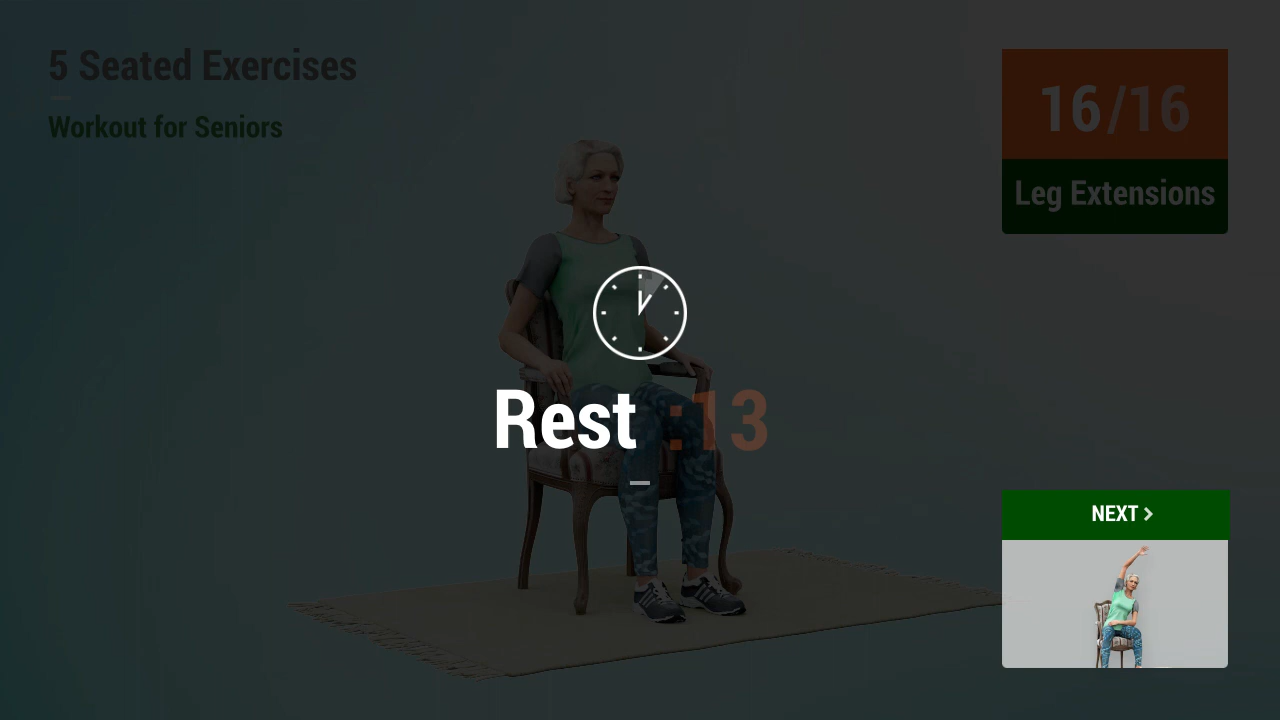 5 Seated Exercises
Workout for Seniors
16/16
Leg Extensions
Rest :13
NEXT >